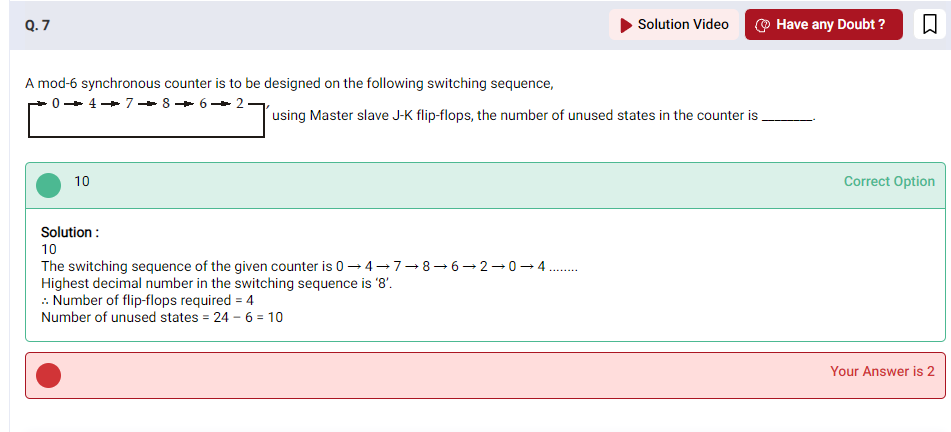 Q. 7
Solution Video
Have any Doubt ?
A mod-6 synchronous counter is to be designed on the following switching sequence,
0 → 4 → 7 → 8 → 6 → 2
, using Master slave J-K flip-flops, the number of unused states in the counter is ________.
10
Correct Option
Solution :
10
The switching sequence of the given counter is 0 → 4 → 7 → 8 → 6 → 2 → 0 → 4 ........
Highest decimal number in the switching sequence is ‘8’.
∴ Number of flip-flops required = 4
Number of unused states = 24 − 6 = 10
Your Answer is 2